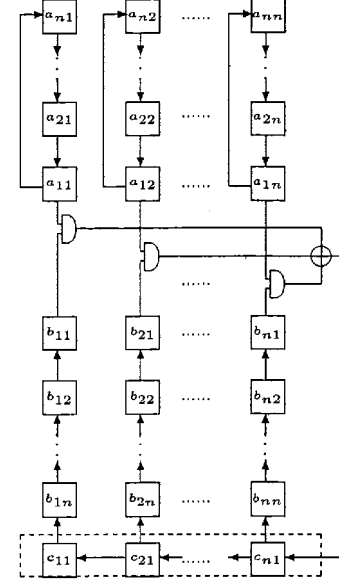 a_{n1} a_{n2} ...... a_{nn}
a_{21} a_{22} ...... a_{2n}
a_{11} a_{12} ...... a_{1n}
......
b_{11} b_{21} ...... b_{n1}
b_{12} b_{22} ...... b_{n2}
b_{1n} b_{2n} ...... b_{nn}
c_{11} c_{21} ...... c_{n1}